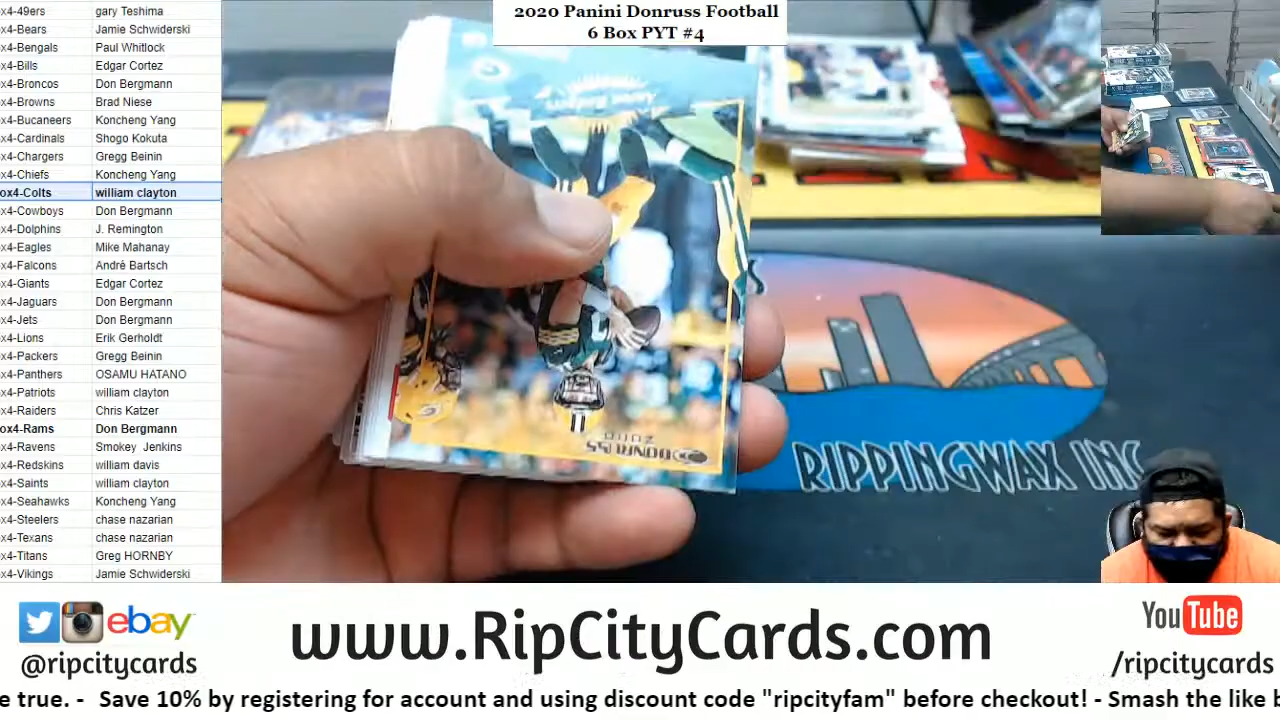 2020 Panini Donruss Football
6 Box PYT #4
x4-49ers gary Teshima
x4-Bears Jamie Schwiderski
x4-Bengals Paul Whitlock
x4-Bills Edgar Cortez
x4-Broncos Don Bergmann
x4-Browns Brad Niese
x4-Bucaneers Koncheng Yang
x4-Cardinals Shogo Kokuta
x4-Chargers Gregg Beinin
x4-Chiefs Koncheng Yang
ox4-Colts william clayton
x4-Cowboys Don Bergmann
x4-Dolphins J. Remington
x4-Eagles Mike Mahanay
x4-Falcons André Bartsch
x4-Giants Edgar Cortez
x4-Jaguars Don Bergmann
x4-Jets Don Bergmann
x4-Lions Erik Gerholdt
x4-Packers Gregg Beinin
x4-Panthers OSAMU HATANO
x4-Patriots william clayton
x4-Raiders Chris Katzer
ox4-Rams Don Bergmann
x4-Ravens Smokey Jenkins
x4-Redskins william davis
x4-Saints william clayton
x4-Seahawks Koncheng Yang
x4-Steelers chase nazarian
x4-Texans chase nazarian
x4-Titans Greg HORNBY
x4-Vikings Jamie Schwiderski
DONRUSS
RIPPINGWAX INC
ebay
@ripcitycards
www.RipCityCards.com
YouTube
/ripcitycards
e true. - Save 10% by registering for account and using discount code "ripcityfam" before checkout! - Smash the like b